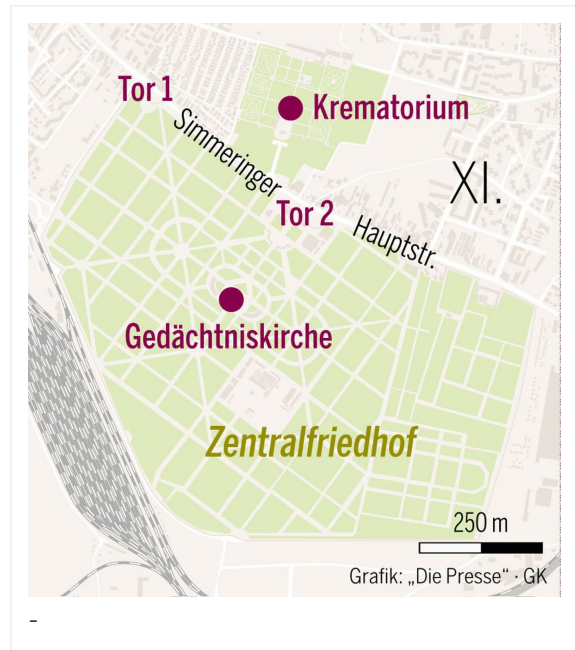 Tor 1
Krematorium
Simmeringer
XI.
Tor 2
Hauptstr.
Gedächtniskirche
Zentralfriedhof
250 m
Grafik: „Die Presse“ · GK
-